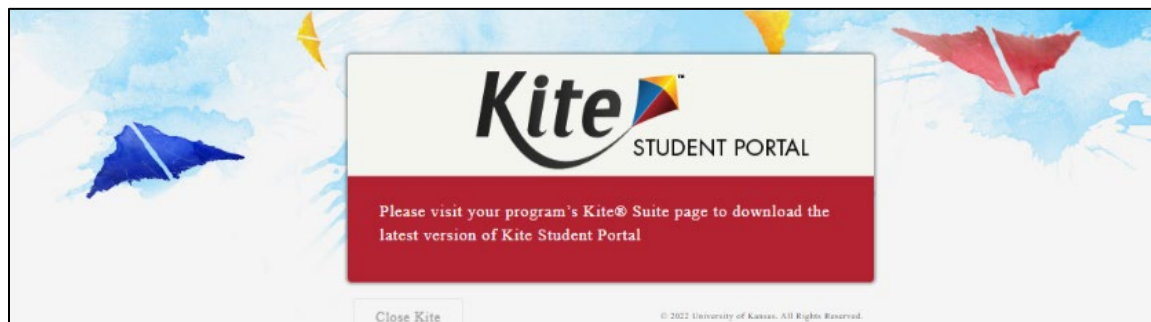 Kite™
STUDENT PORTAL
Please visit your program's Kite® Suite page to download the
latest version of Kite Student Portal
Close Kite
© 2022 University of Kansas. All Rights Reserved.